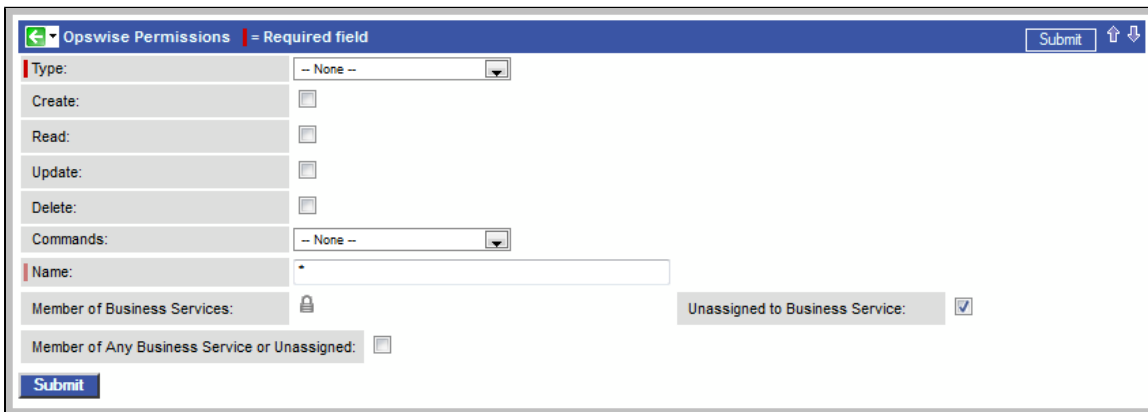 Opswise Permissions = Required field Submit
Type: -- None --
Create:
Read:
Update:
Delete:
Commands: -- None --
Name: *
Member of Business Services: Unassigned to Business Service:
Member of Any Business Service or Unassigned:
Submit